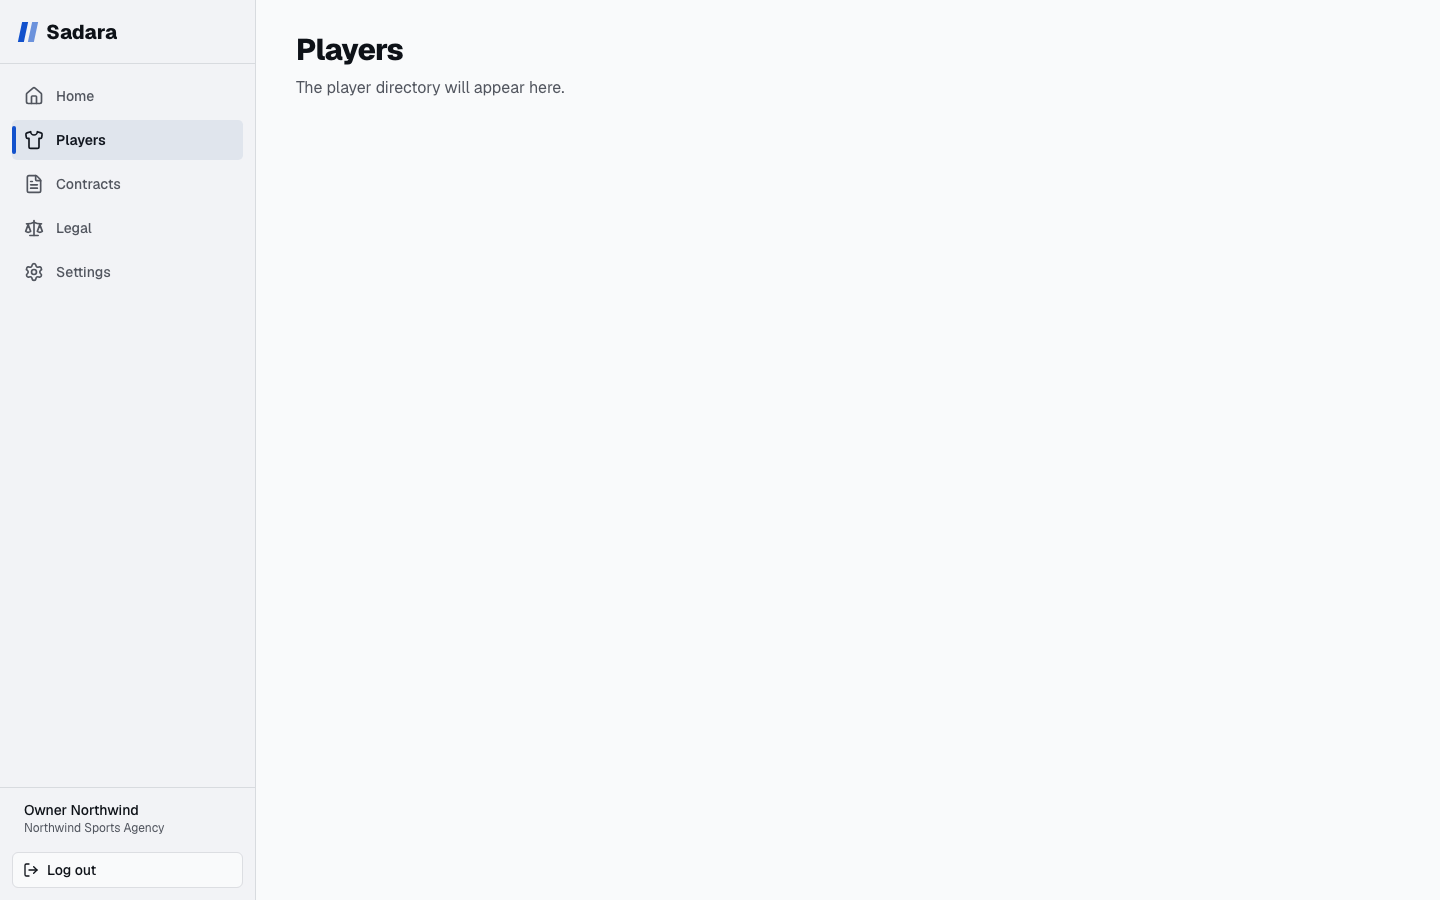 Sadara
Home
Players
Contracts
Legal
Settings
Owner Northwind
Northwind Sports Agency
Log out
Players
The player directory will appear here.